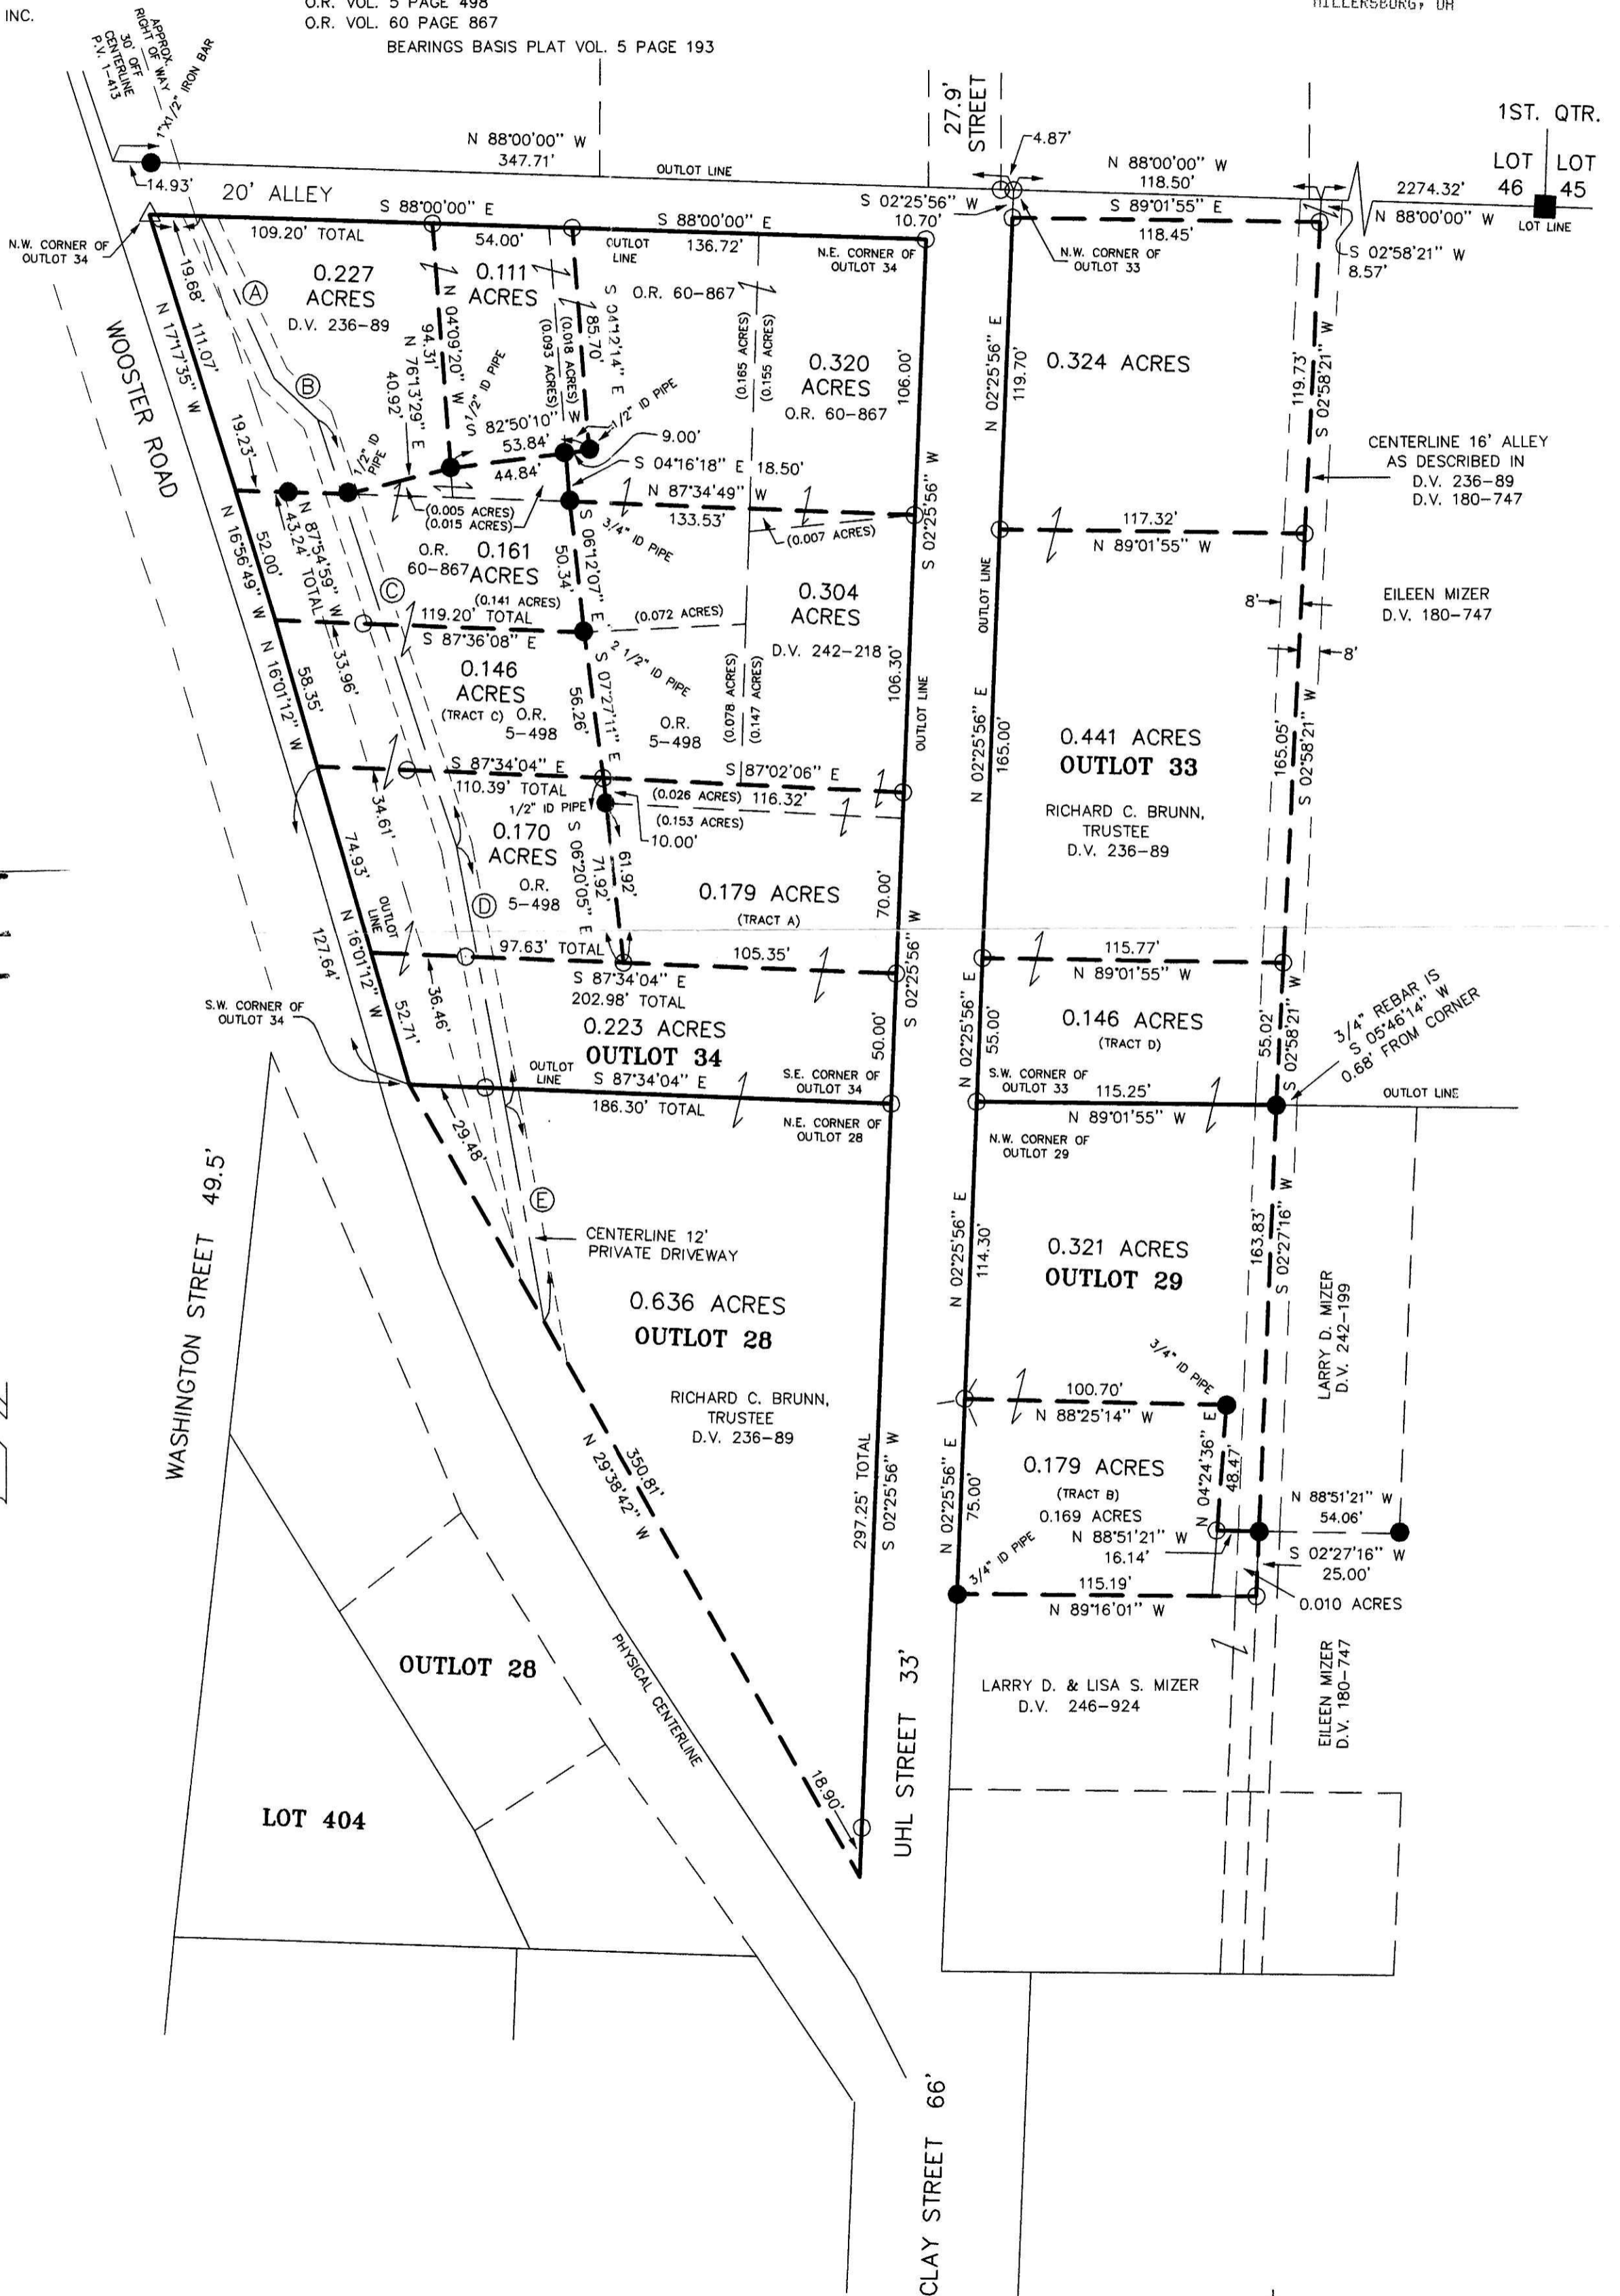 INC.
O.R. VOL. 5 PAGE 498
O.R. VOL. 60 PAGE 867
BEARINGS BASIS PLAT VOL. 5 PAGE 193
MILLERSBURG, OH
APPROX.
RIGHT OF WAY
30' OFF
CENTERLINE
P.V. 1-413
1"X1/2" IRON BAR
N 88°00'00" W
347.71'
OUTLOT LINE
27.9'
STREET
4.87'
N 88°00'00" W
118.50'
1ST. QTR.
LOT
46
LOT
45
2274.32'
N 88°00'00" W
LOT LINE
14.93'
20' ALLEY
S 88°00'00" E
109.20' TOTAL
54.00'
OUTLOT
LINE
S 88°00'00" E
136.72'
S 02°25'56" W
10.70'
S 89°01'55" E
118.45'
S 02°58'21" W
8.57'
N.W. CORNER OF
OUTLOT 34
N.E. CORNER OF
OUTLOT 34
N.W. CORNER OF
OUTLOT 33
19.68'
A
0.227
ACRES
D.V. 236-89
0.111
ACRES
O.R. 60-867
WOOSTER ROAD
N 17°17'35" W
111.07'
B
N 04°09'20" W
94.31'
N 76°13'29" E
40.92'
1/2" ID PIPE
(0.093 ACRES)
(0.018 ACRES)
85.70'
S 04°12'14" E
(0.165 ACRES)
(0.155 ACRES)
0.320
ACRES
O.R. 60-867
106.00'
N 02°25'56" E
119.70'
0.324 ACRES
119.73'
S 02°58'21" W
CENTERLINE 16' ALLEY
AS DESCRIBED IN
D.V. 236-89
D.V. 180-747
19.23'
1/2" ID
PIPE
S 82°50'10" W
53.84'
44.84'
1/2" ID PIPE
9.00'
S 04°16'18" E 18.50'
N 87°34'49" W
133.53'
(0.007 ACRES)
(0.005 ACRES)
(0.015 ACRES)
3/4" ID PIPE
S 02°25'56" W
117.32'
N 89°01'55" W
N 16°56'49" W
52.00'
N 87°54'59" W
43.24' TOTAL
O.R.
60-867
0.161
ACRES
(0.141 ACRES)
C
50.34'
S 06°12'07" E
119.20' TOTAL
S 87°36'08" E
(0.072 ACRES)
0.304
ACRES
D.V. 242-218
106.30'
OUTLOT LINE
OUTLOT LINE
8'
8'
EILEEN MIZER
D.V. 180-747
N 16°01'12" W
58.35'
33.96'
0.146
ACRES
(TRACT C) O.R.
5-498
56.26'
S 07°27'11" E
2 1/2" ID PIPE
O.R.
5-498
(0.078 ACRES)
(0.147 ACRES)
N 02°25'56" E
165.00'
0.441 ACRES
OUTLOT 33
RICHARD C. BRUNN,
TRUSTEE
D.V. 236-89
165.05'
S 02°58'21" W
S 87°34'04" E
110.39' TOTAL
S 87°02'06" E
116.32'
(0.026 ACRES)
(0.153 ACRES)
1/2" ID PIPE
10.00'
74.93'
34.61'
0.170
ACRES
O.R.
5-498
D
S 06°20'05" E
71.92'
61.92'
0.179 ACRES
(TRACT A)
70.00'
OUTLOT
LINE
N 16°01'12" W
127.64'
97.63' TOTAL
105.35'
S 87°34'04" E
202.98' TOTAL
S 02°25'56" W
115.77'
N 89°01'55" W
S.W. CORNER OF
OUTLOT 34
52.71'
36.46'
0.223 ACRES
OUTLOT 34
OUTLOT
LINE
S 87°34'04" E
186.30' TOTAL
50.00'
S.E. CORNER OF
OUTLOT 34
N.E. CORNER OF
OUTLOT 28
N 02°25'56" E
55.00'
0.146 ACRES
(TRACT D)
S.W. CORNER OF
OUTLOT 33
115.25'
N 89°01'55" W
N.W. CORNER OF
OUTLOT 29
55.02'
S 02°58'21" W
3/4" REBAR IS
S 05°46'14" W
0.68' FROM CORNER
OUTLOT LINE
29.48'
E
CENTERLINE 12'
PRIVATE DRIVEWAY
WASHINGTON STREET 49.5'
0.636 ACRES
OUTLOT 28
RICHARD C. BRUNN,
TRUSTEE
D.V. 236-89
N 02°25'56" E
114.30'
0.321 ACRES
OUTLOT 29
163.83'
S 02°27'16" W
LARRY D. MIZER
D.V. 242-199
350.81'
N 29°38'42" W
297.25' TOTAL
S 02°25'56" W
3/4" ID PIPE
100.70'
N 88°25'14" W
N 02°25'56" E
75.00'
0.179 ACRES
(TRACT B)
0.169 ACRES
N 88°51'21" W
16.14'
N 04°24'36" E
48.47'
N 88°51'21" W
54.06'
S 02°27'16" W
25.00'
0.010 ACRES
3/4" ID PIPE
115.19'
N 89°16'01" W
OUTLOT 28
PHYSICAL CENTERLINE
LARRY D. & LISA S. MIZER
D.V. 246-924
EILEEN MIZER
D.V. 180-747
LOT 404
18.90'
UHL STREET 33'
CLAY STREET 66'